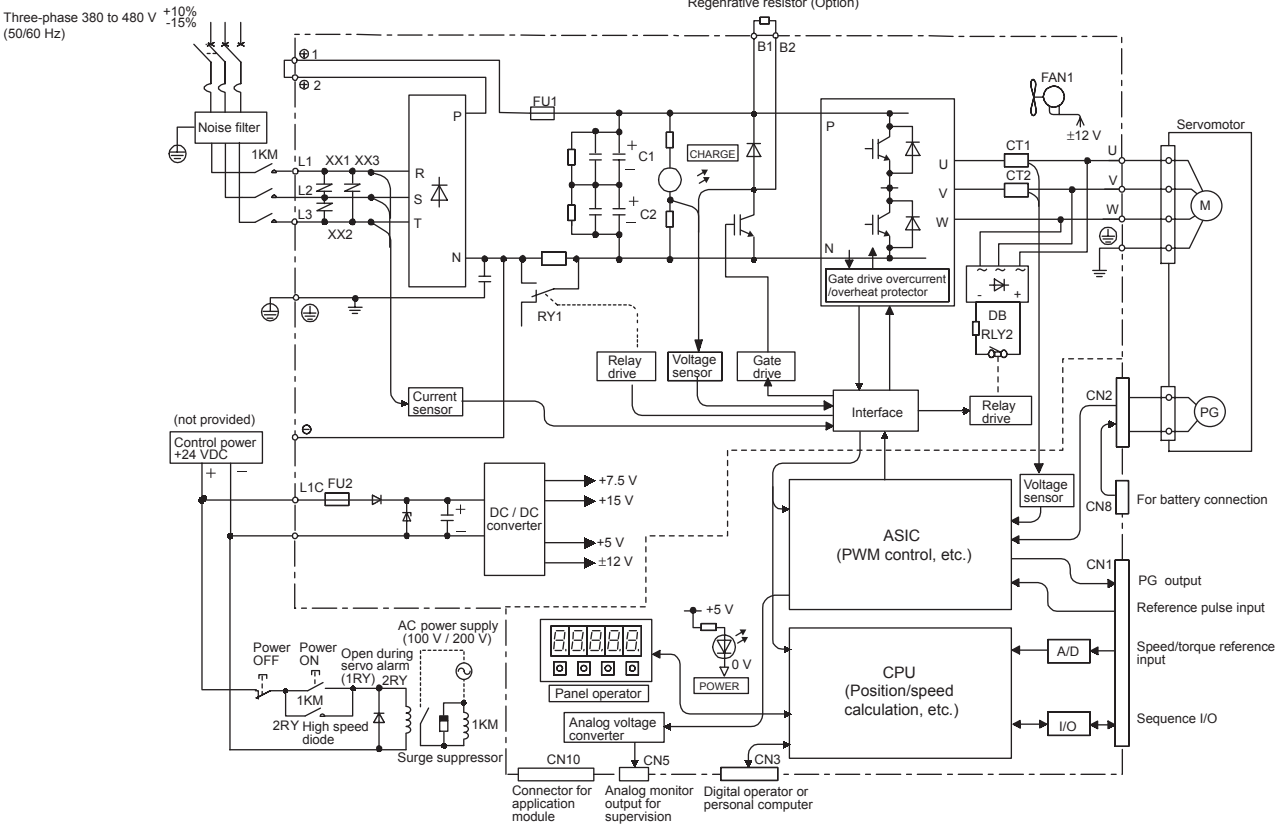 Regenrative resistor (Option)
Three-phase 380 to 480 V +10%
-15%
(50/60 Hz)
B1 B2
⊕ 1
⊕ 2
FAN1
±12 V
FU1
P
P
Noise filter
Servomotor
CT1
U
U
1KM
L1
XX1 XX3
R
CHARGE
C1
+
−
CT2
V
V
L2
S
+
C2
−
W
W
M
L3
T
XX2
N
N
Gate drive overcurrent
/overheat protector
~ ~ ~
- +
RY1
DB
RLY2
Relay
drive
Voltage
sensor
Gate
drive
Current
sensor
Interface
Relay
drive
CN2
PG
(not provided)
Control power
+24 VDC
+ −
⊖
L1C FU2
+
−
DC / DC
converter
+7.5 V
+15 V
+5 V
±12 V
ASIC
(PWM control, etc.)
Voltage
sensor
CN8
For battery connection
CN1
PG output
Reference pulse input
AC power supply
(100 V / 200 V)
8.8.8.8.8.
+5 V
0 V
POWER
Panel operator
CPU
(Position/speed
calculation, etc.)
A/D
Speed/torque reference
input
I/O
Sequence I/O
Power
OFF
Power
ON
Open during
servo alarm
(1RY)
2RY
1KM
2RY
High speed
diode
1KM
Surge suppressor
Analog voltage
converter
CN10
CN5
CN3
Connector for
application
module
Analog monitor
output for
supervision
Digital operator or
personal computer